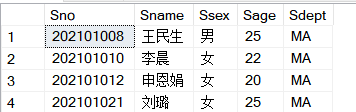 Sno Sname Ssex Sage Sdept
1 202101008 王民生 男 25 MA
2 202101010 李晨 女 22 MA
3 202101012 申恩娟 女 20 MA
4 202101021 刘璐 女 25 MA